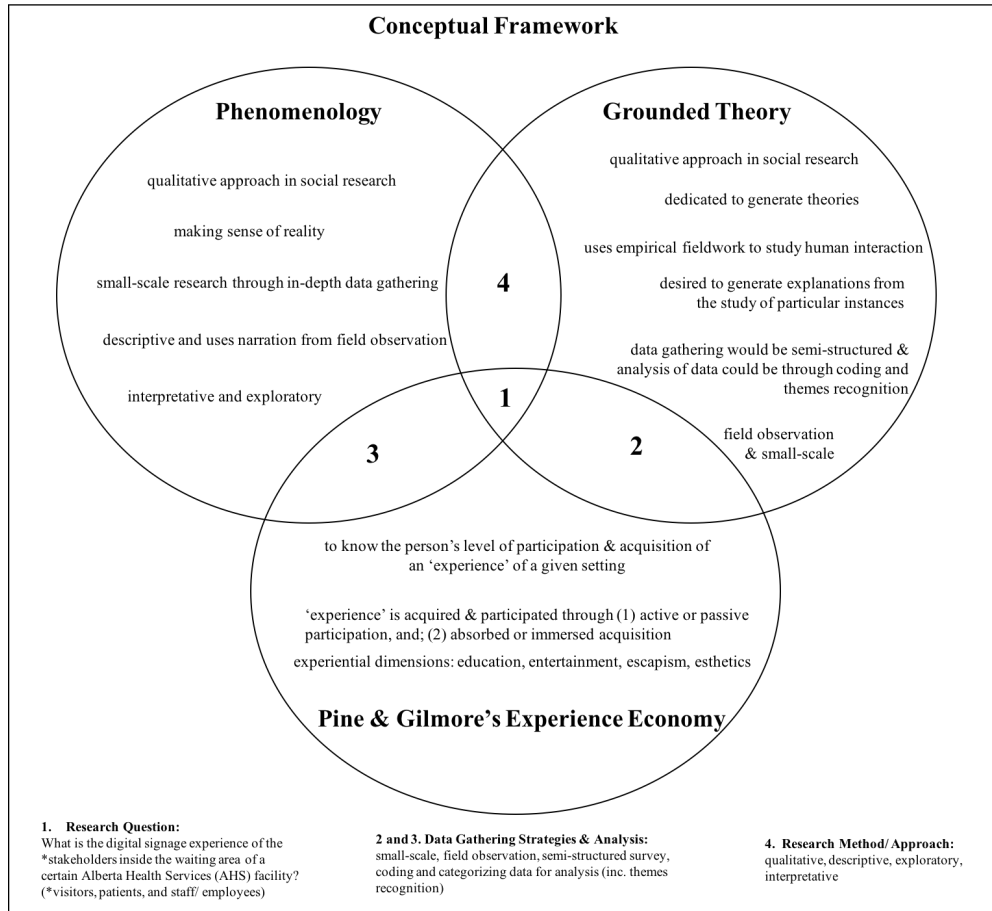 Conceptual Framework
Phenomenology
qualitative approach in social research
making sense of reality
small-scale research through in-depth data gathering
descriptive and uses narration from field observation
interpretative and exploratory
Grounded Theory
qualitative approach in social research
dedicated to generate theories
uses empirical fieldwork to study human interaction
desired to generate explanations from
the study of particular instances
data gathering would be semi-structured &
analysis of data could be through coding and
themes recognition
field observation
& small-scale
4
1
3
2
to know the person's level of participation & acquisition of
an ‘experience’ of a given setting
‘experience’ is acquired & participated through (1) active or passive
participation, and; (2) absorbed or immersed acquisition
experiential dimensions: education, entertainment, escapism, esthetics
Pine & Gilmore's Experience Economy
1. Research Question:
What is the digital signage experience of the
*stakeholders inside the waiting area of a
certain Alberta Health Services (AHS) facility?
(*visitors, patients, and staff/ employees)
2 and 3. Data Gathering Strategies & Analysis:
small-scale, field observation, semi-structured survey,
coding and categorizing data for analysis (inc. themes
recognition)
4. Research Method/ Approach:
qualitative, descriptive, exploratory,
interpretative